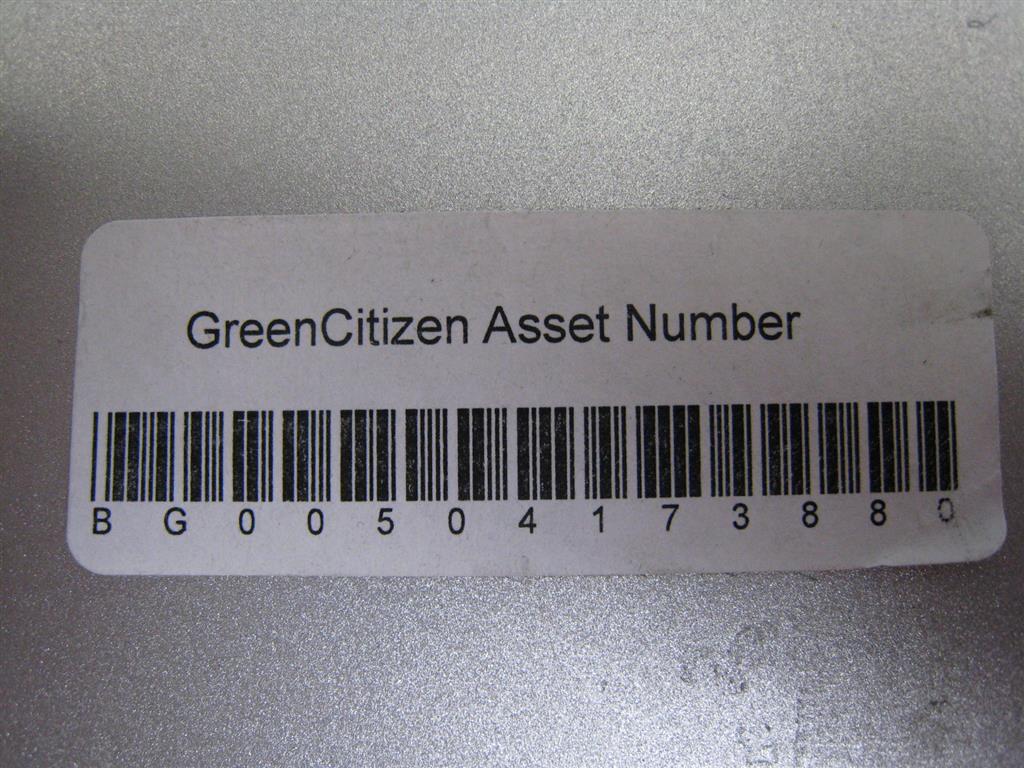 GreenCitizen Asset Number
B G 0 0 5 0 4 1 7 3 8 8 0